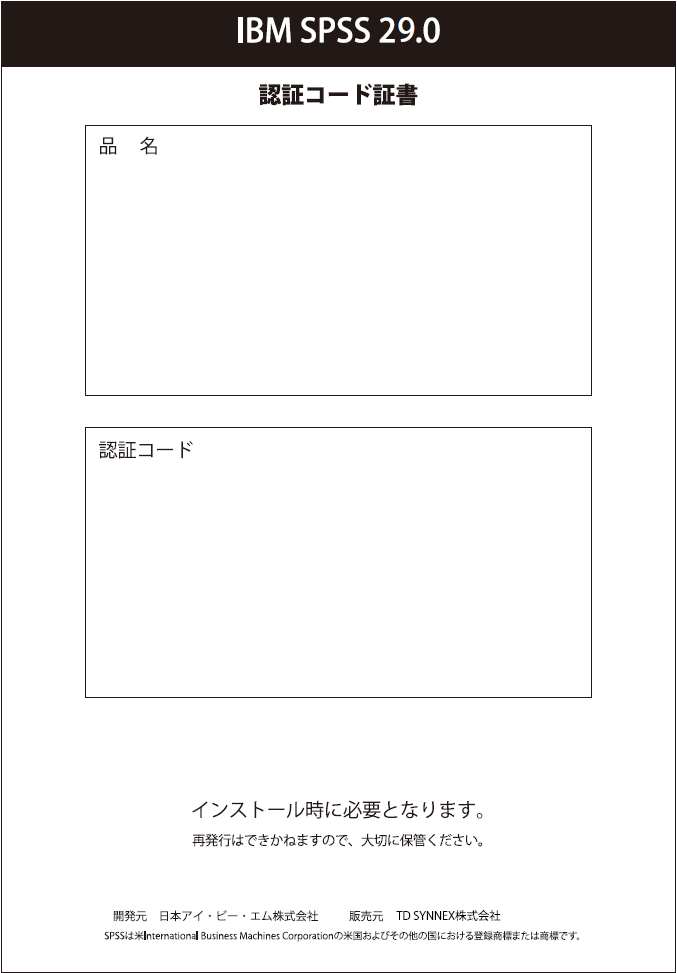 IBM SPSS 29.0
認証コード証書
品　名
認証コード
インストール時に必要となります。
再発行はできかねますので、大切に保管ください。
開発元　日本アイ・ビー・エム株式会社　　販売元　TD SYNNEX株式会社
SPSSは米International Business Machines Corporationの米国およびその他の国における登録商標または商標です。